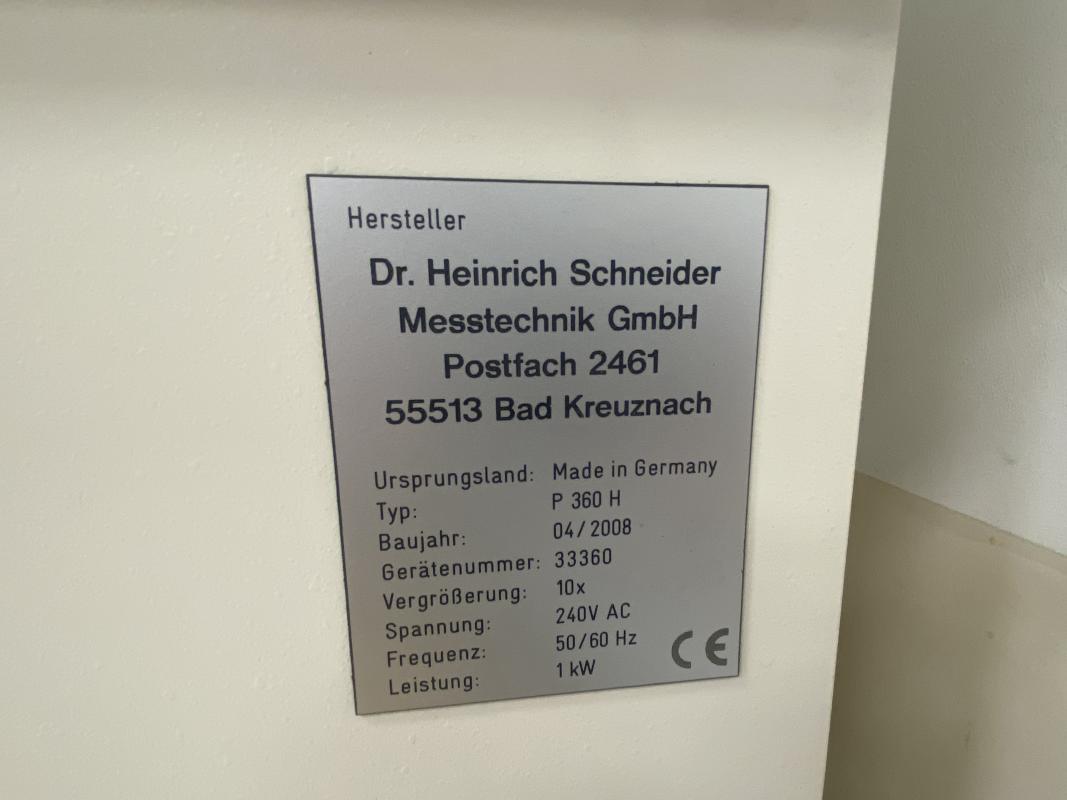 Hersteller
Dr. Heinrich Schneider
Messtechnik GmbH
Postfach 2461
55513 Bad Kreuznach
Ursprungsland: Made in Germany
Typ: P 360 H
Baujahr: 04/2008
Gerätenummer: 33360
Vergrößerung: 10x
Spannung: 240V AC
Frequenz: 50/60 Hz
Leistung: 1 kW
CE